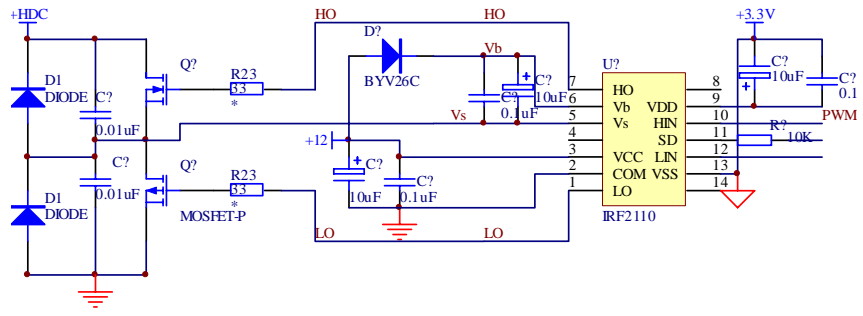 +HDC
HO
HO
D?
+3.3V
Q?
Vb
U?
D1
DIODE
C?
0.01uF
R23
33
*
BYV26C
C?
10uF
C?
0.1uF
C?
10uF
C?
0.1
Vs
7
HO
8
6
Vb
VDD
9
5
Vs
HIN
10
PWM
4
SD
11
R?
10K
3
VCC
LIN
12
2
COM
VSS
13
1
LO
14
IRF2110
+12
C?
0.01uF
Q?
R23
33
*
C?
10uF
C?
0.1uF
D1
DIODE
MOSFET-P
LO
LO